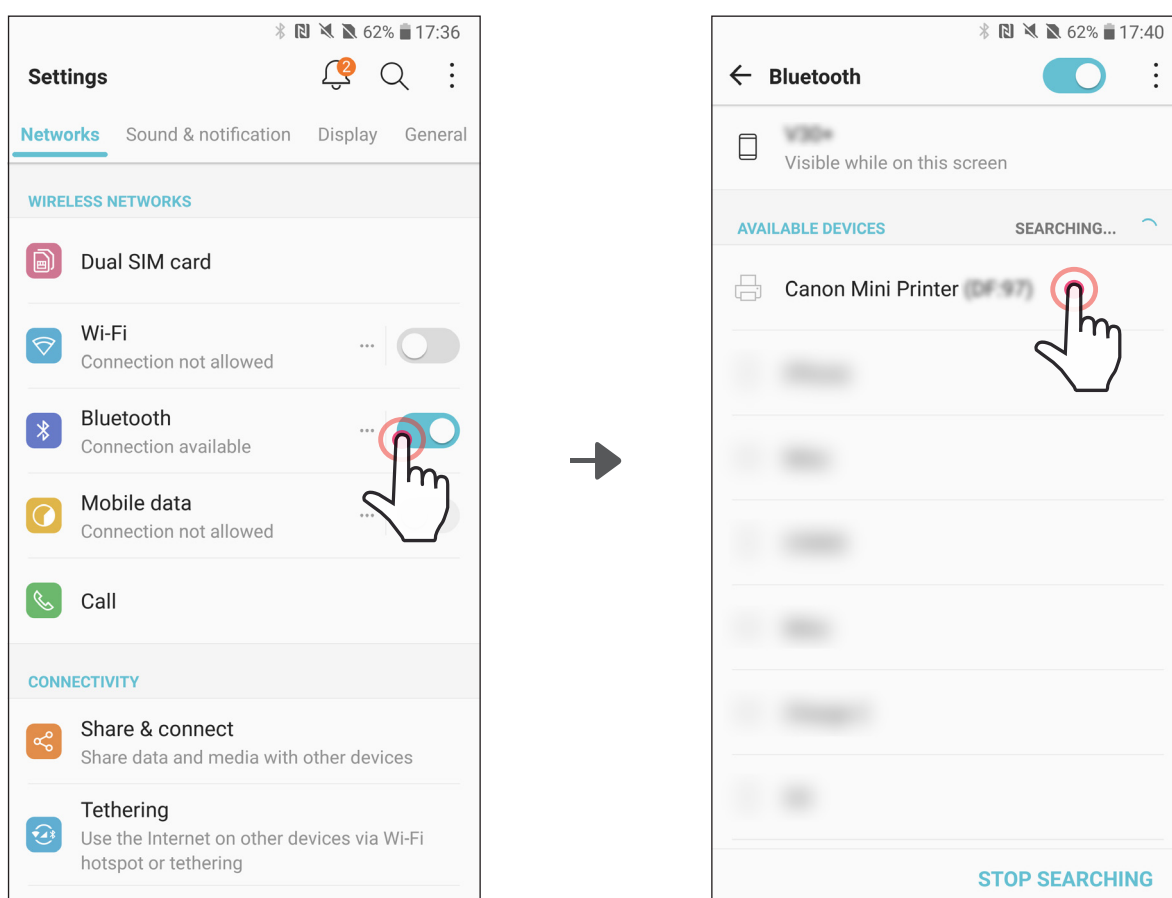 62% 17:36
Settings
2
Networks Sound & notification Display General
WIRELESS NETWORKS
Dual SIM card
Wi-Fi
Connection not allowed
Bluetooth
Connection available
Mobile data
Connection not allowed
Call
CONNECTIVITY
Share & connect
Share data and media with other devices
Tethering
Use the Internet on other devices via Wi-Fi
hotspot or tethering
62% 17:40
Bluetooth
Visible while on this screen
AVAILABLE DEVICES SEARCHING...
Canon Mini Printer
STOP SEARCHING